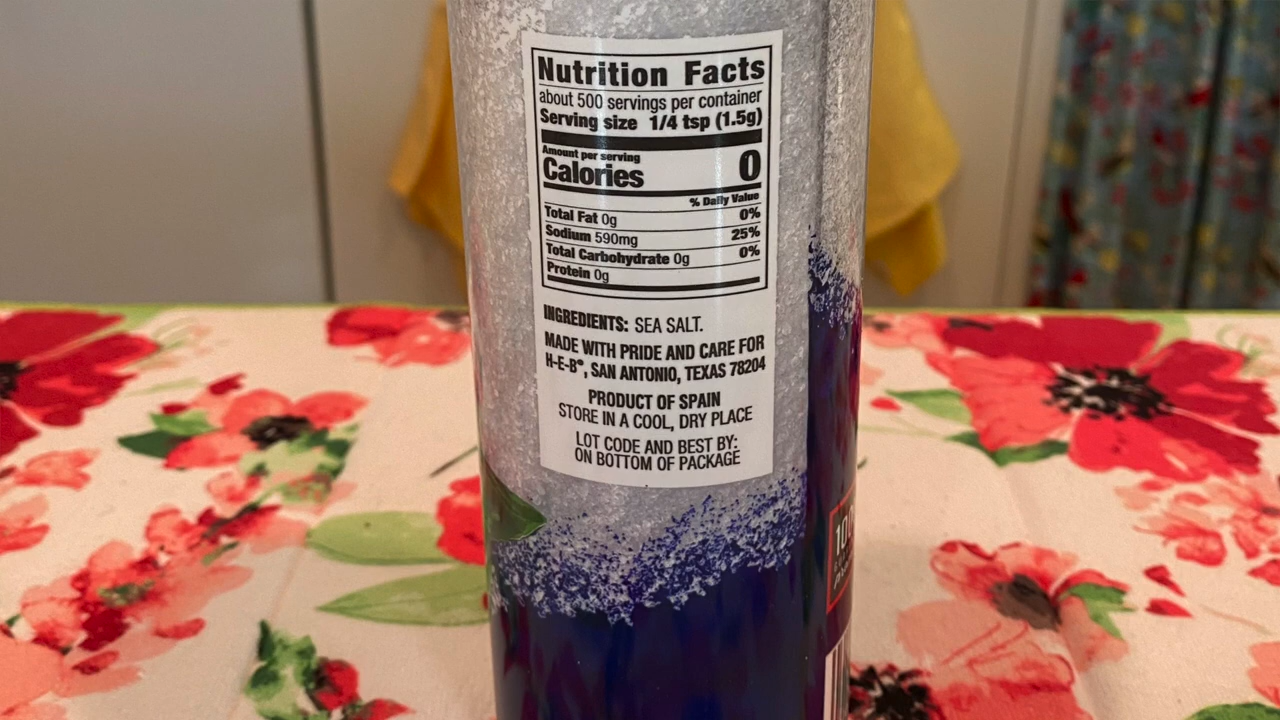 Nutrition Facts
about 500 servings per container
Serving size 1/4 tsp (1.5g)
Amount per serving
Calories 0
% Daily Value
Total Fat 0g 0%
Sodium 590mg 25%
Total Carbohydrate 0g 0%
Protein 0g
INGREDIENTS: SEA SALT.
MADE WITH PRIDE AND CARE FOR
H-E-B®, SAN ANTONIO, TEXAS 78204
PRODUCT OF SPAIN
STORE IN A COOL, DRY PLACE
LOT CODE AND BEST BY:
ON BOTTOM OF PACKAGE